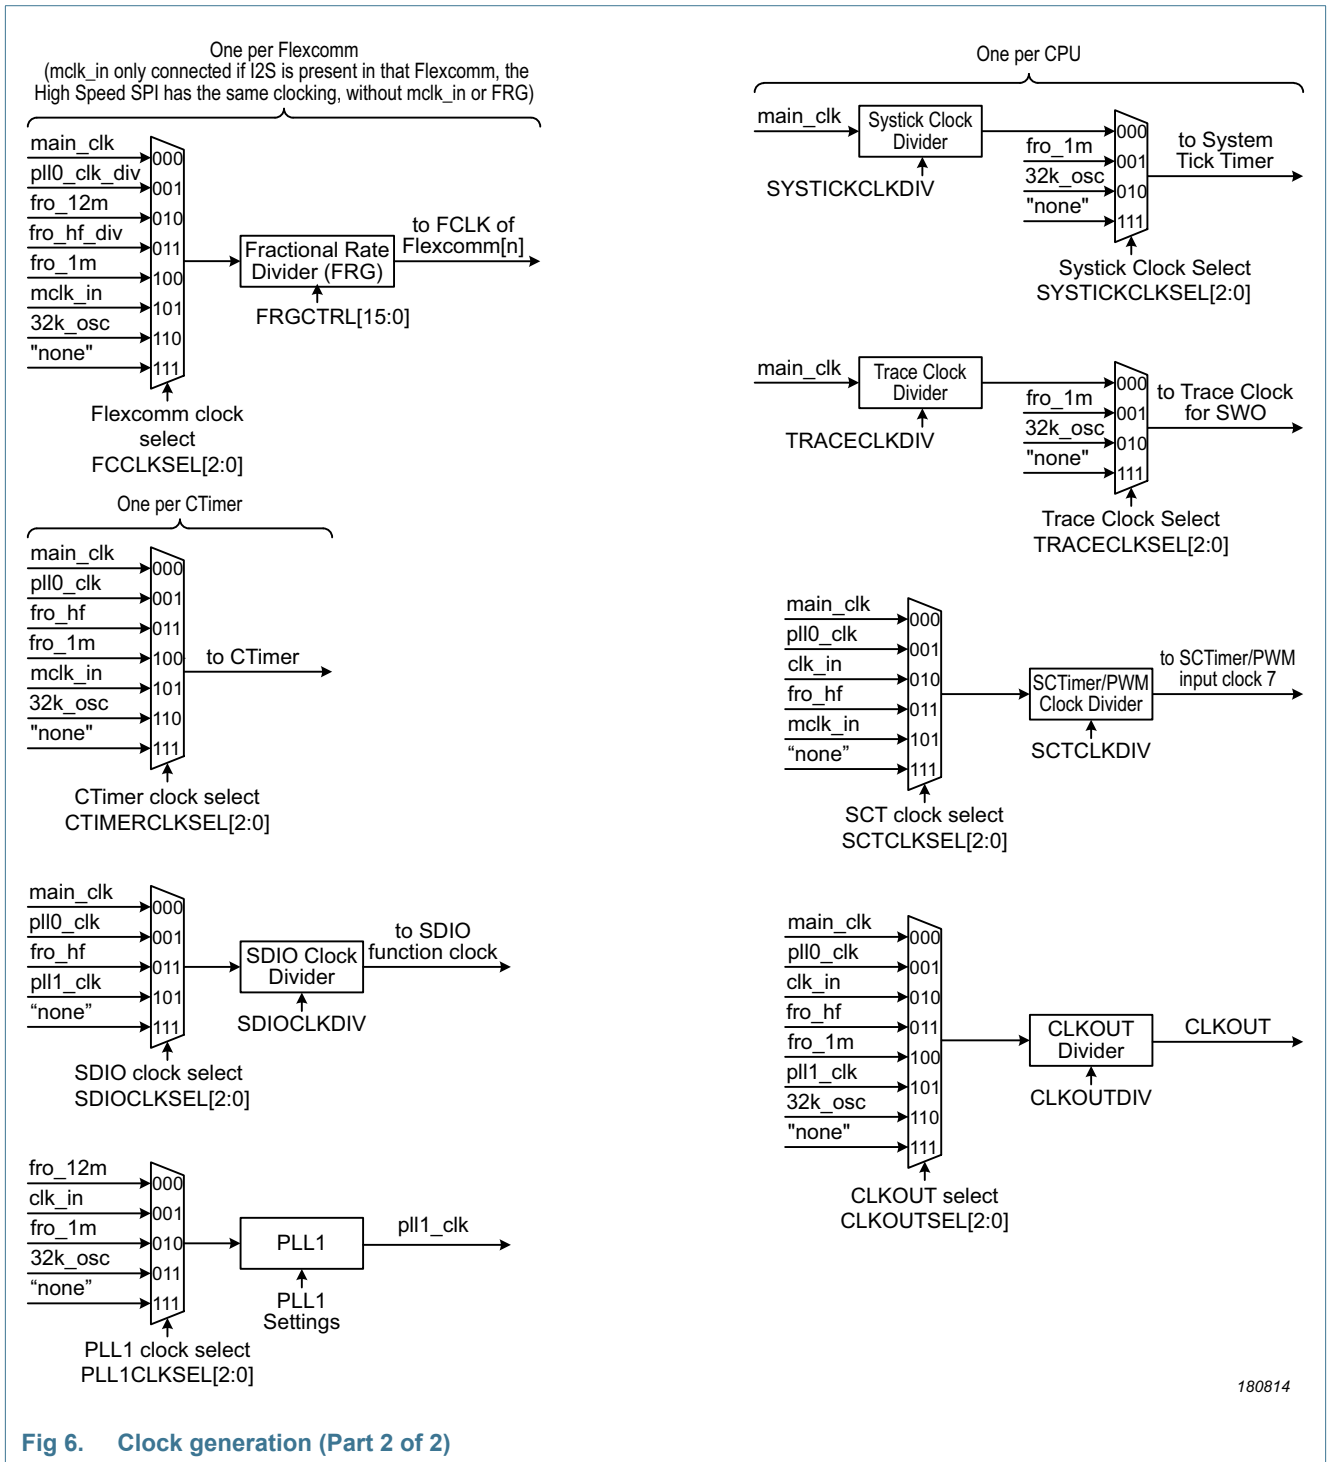 One per Flexcomm
(mclk_in only connected if I2S is present in that Flexcomm, the
High Speed SPI has the same clocking, without mclk_in or FRG)
main_clk
000
pll0_clk_div
001
fro_12m
010
fro_hf_div
011
fro_1m
100
mclk_in
101
32k_osc
110
"none"
111
Fractional Rate
Divider (FRG)
FRGCTRL[15:0]
to FCLK of
Flexcomm[n]
Flexcomm clock
select
FCCLKSEL[2:0]
One per CTimer
main_clk
000
pll0_clk
001
fro_hf
011
fro_1m
100
mclk_in
101
32k_osc
110
"none"
111
to CTimer
CTimer clock select
CTIMERCLKSEL[2:0]
main_clk
000
pll0_clk
001
fro_hf
011
pll1_clk
101
“none”
111
SDIO Clock
Divider
SDIOCLKDIV
to SDIO
function clock
SDIO clock select
SDIOCLKSEL[2:0]
fro_12m
000
clk_in
001
fro_1m
010
32k_osc
011
“none”
111
PLL1
PLL1
Settings
pll1_clk
PLL1 clock select
PLL1CLKSEL[2:0]
One per CPU
main_clk
Systick Clock
Divider
SYSTICKCLKDIV
000
fro_1m
001
32k_osc
010
"none"
111
to System
Tick Timer
Systick Clock Select
SYSTICKCLKSEL[2:0]
main_clk
Trace Clock
Divider
TRACECLKDIV
000
fro_1m
001
32k_osc
010
"none"
111
to Trace Clock
for SWO
Trace Clock Select
TRACECLKSEL[2:0]
main_clk
000
pll0_clk
001
clk_in
010
fro_hf
011
mclk_in
101
“none”
111
SCTimer/PWM
Clock Divider
SCTCLKDIV
to SCTimer/PWM
input clock 7
SCT clock select
SCTCLKSEL[2:0]
main_clk
000
pll0_clk
001
clk_in
010
fro_hf
011
fro_1m
100
pll1_clk
101
32k_osc
110
"none"
111
CLKOUT
Divider
CLKOUTDIV
CLKOUT
CLKOUT select
CLKOUTSEL[2:0]
180814
Fig 6. Clock generation (Part 2 of 2)